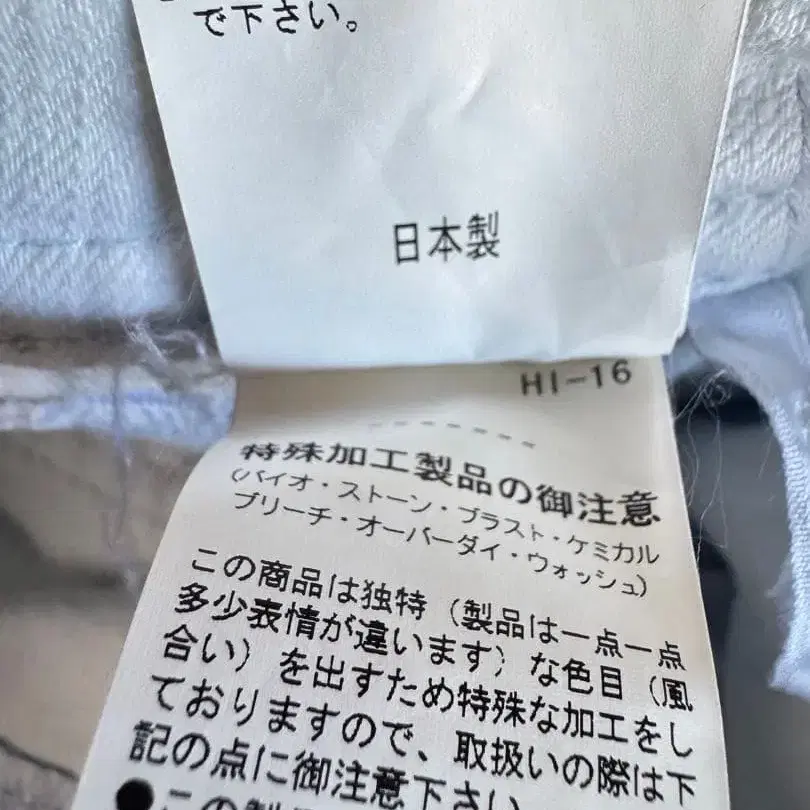 で下さい。
日本製
HI-16
特殊加工製品の御注意
(バイオ・ストーン・ブラスト・ケミカル
ブリーチ・オーバーダイ・ウォッシュ)
この商品は独特(製品は一点一点
多少表情が違います)な色目(風
合い)を出すため特殊な加工をし
ておりますので、取扱いの際は下
記の点に御注意下さい。
●この製